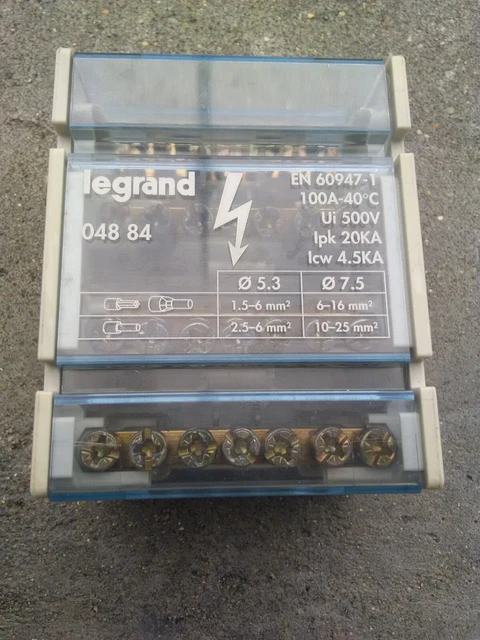 legrand
048 84
EN 60947-1
100A-40°C
Ui 500V
Ipk 20KA
Icw 4.5KA
Ø 5.3 Ø 7.5
1.5–6 mm² 6–16 mm²
2.5–6 mm² 10–25 mm²